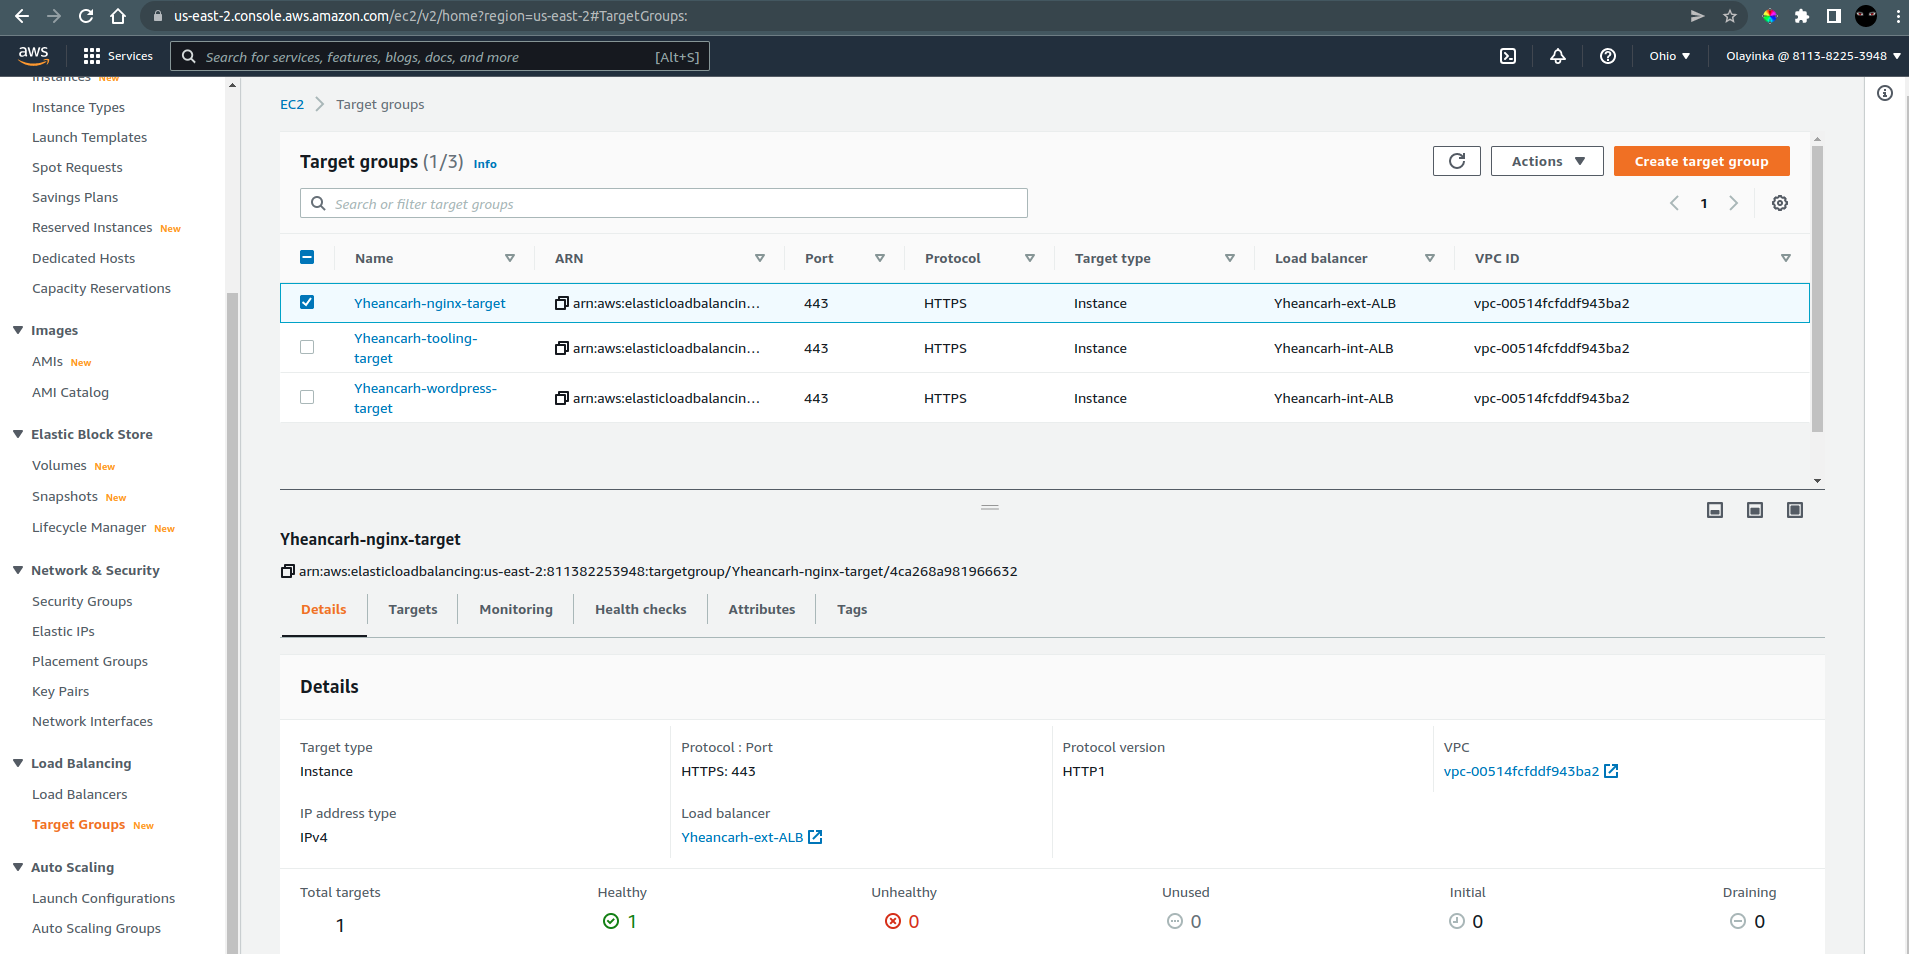 us-east-2.console.aws.amazon.com/ec2/v2/home?region=us-east-2#TargetGroups:
aws Services Search for services, features, blogs, docs, and more [Alt+S] Ohio Olayinka @ 8113-8225-3948
Instances New
Instance Types
Launch Templates
Spot Requests
Savings Plans
Reserved Instances New
Dedicated Hosts
Capacity Reservations
Images
AMIs New
AMI Catalog
Elastic Block Store
Volumes New
Snapshots New
Lifecycle Manager New
Network & Security
Security Groups
Elastic IPs
Placement Groups
Key Pairs
Network Interfaces
Load Balancing
Load Balancers
Target Groups New
Auto Scaling
Launch Configurations
Auto Scaling Groups
EC2 Target groups
Target groups (1/3) Info Actions Create target group
Search or filter target groups 1
Name ARN Port Protocol Target type Load balancer VPC ID
Yheancarh-nginx-target arn:aws:elasticloadbalancin... 443 HTTPS Instance Yheancarh-ext-ALB vpc-00514fcfddf943ba2
Yheancarh-tooling-
target arn:aws:elasticloadbalancin... 443 HTTPS Instance Yheancarh-int-ALB vpc-00514fcfddf943ba2
Yheancarh-wordpress-
target arn:aws:elasticloadbalancin... 443 HTTPS Instance Yheancarh-int-ALB vpc-00514fcfddf943ba2
Yheancarh-nginx-target
arn:aws:elasticloadbalancing:us-east-2:811382253948:targetgroup/Yheancarh-nginx-target/4ca268a981966632
Details Targets Monitoring Health checks Attributes Tags
Details
Target type Protocol : Port Protocol version VPC
Instance HTTPS: 443 HTTP1 vpc-00514fcfddf943ba2
IP address type Load balancer
IPv4 Yheancarh-ext-ALB
Total targets Healthy Unhealthy Unused Initial Draining
1 1 0 0 0 0